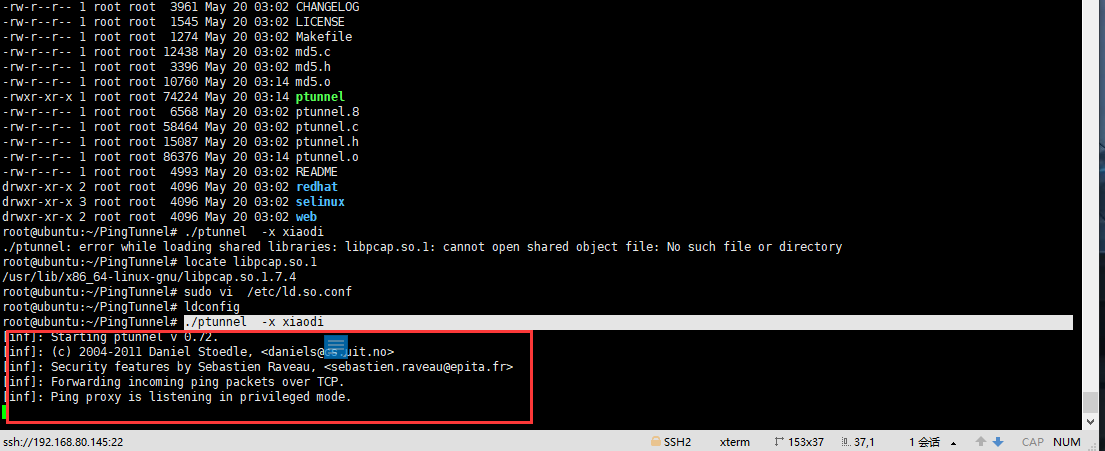 -rw-r--r-- 1 root root  3961 May 20 03:02 CHANGELOG
-rw-r--r-- 1 root root  1545 May 20 03:02 LICENSE
-rw-r--r-- 1 root root  1274 May 20 03:02 Makefile
-rw-r--r-- 1 root root 12438 May 20 03:02 md5.c
-rw-r--r-- 1 root root  3396 May 20 03:02 md5.h
-rw-r--r-- 1 root root 10760 May 20 03:14 md5.o
-rwxr-xr-x 1 root root 74224 May 20 03:14 ptunnel
-rw-r--r-- 1 root root  6568 May 20 03:02 ptunnel.8
-rw-r--r-- 1 root root 58464 May 20 03:02 ptunnel.c
-rw-r--r-- 1 root root 15087 May 20 03:02 ptunnel.h
-rw-r--r-- 1 root root 86376 May 20 03:14 ptunnel.o
-rw-r--r-- 1 root root  4993 May 20 03:02 README
drwxr-xr-x 2 root root  4096 May 20 03:02 redhat
drwxr-xr-x 3 root root  4096 May 20 03:02 selinux
drwxr-xr-x 2 root root  4096 May 20 03:02 web
root@ubuntu:~/PingTunnel# ./ptunnel  -x xiaodi
./ptunnel: error while loading shared libraries: libpcap.so.1: cannot open shared object file: No such file or directory
root@ubuntu:~/PingTunnel# locate libpcap.so.1
/usr/lib/x86_64-linux-gnu/libpcap.so.1.7.4
root@ubuntu:~/PingTunnel# sudo vi  /etc/ld.so.conf
root@ubuntu:~/PingTunnel# ldconfig
root@ubuntu:~/PingTunnel# ./ptunnel  -x xiaodi
[inf]: Starting ptunnel v 0.72.
[inf]: (c) 2004-2011 Daniel Stoedle, <daniels@cs.uit.no>
[inf]: Security features by Sebastien Raveau, <sebastien.raveau@epita.fr>
[inf]: Forwarding incoming ping packets over TCP.
[inf]: Ping proxy is listening in privileged mode.
ssh://192.168.80.145:22 SSH2 xterm 153x37 37,1 1 会话 CAP NUM